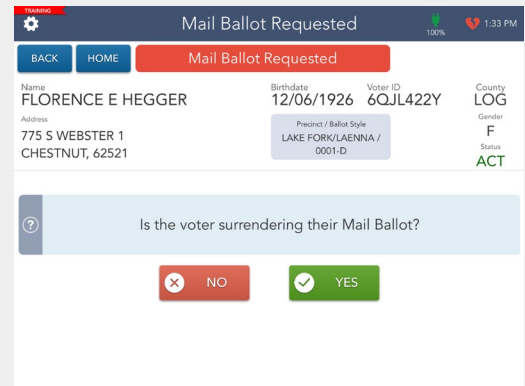 TRAINING
Mail Ballot Requested
100%
1:33 PM
BACK
HOME
Mail Ballot Requested
Name
FLORENCE E HEGGER
Birthdate
12/06/1926
Voter ID
6QJL422Y
County
LOG
Address
775 S WEBSTER 1
CHESTNUT, 62521
Precinct / Ballot Style
LAKE FORK/LAENNA /
0001-D
Gender
F
Status
ACT
?
Is the voter surrendering their Mail Ballot?
NO
YES